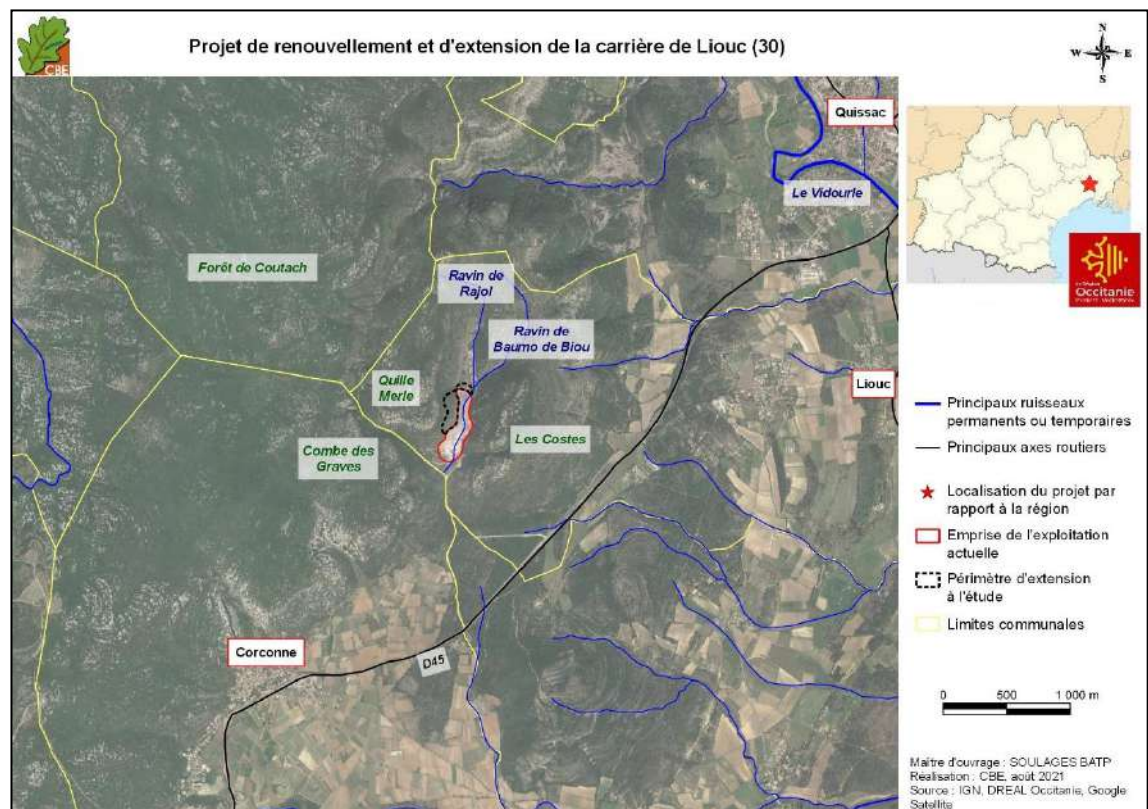 Projet de renouvellement et d'extension de la carrière de Liouc (30)
CBE
N
W E
S
Quissac
Le Vidourle
Forêt de Coutach
Ravin de
Rajol
Ravin de
Baumo de Biou
Quille
Merle
Liouc
Combe des
Graves
Les Costes
Corconne
D45
Occitanie
Principaux ruisseaux
permanents ou temporaires
Principaux axes routiers
Localisation du projet par
rapport à la région
Emprise de l'exploitation
actuelle
Périmètre d'extension
à l'étude
Limites communales
0 500 1 000 m
Maître d'ouvrage : SOULAGES BATP
Réalisation : CBE, août 2021
Source : IGN, DREAL Occitanie, Google
Satellite